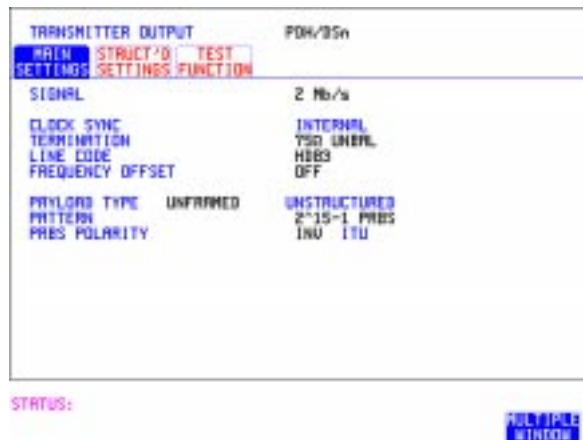 TRANSMITTER OUTPUT PDH/DSn
MAIN SETTINGS STRUCT'D SETTINGS TEST FUNCTION
SIGNAL 2 Mb/s
CLOCK SYNC INTERNAL
TERMINATION 75Ω UNBAL
LINE CODE HDB3
FREQUENCY OFFSET OFF
PAYLOAD TYPE UNFRAMED UNSTRUCTURED
PATTERN 2^15-1 PRBS
PRBS POLARITY INV ITU
STATUS:
MULTIPLE
WINDOW